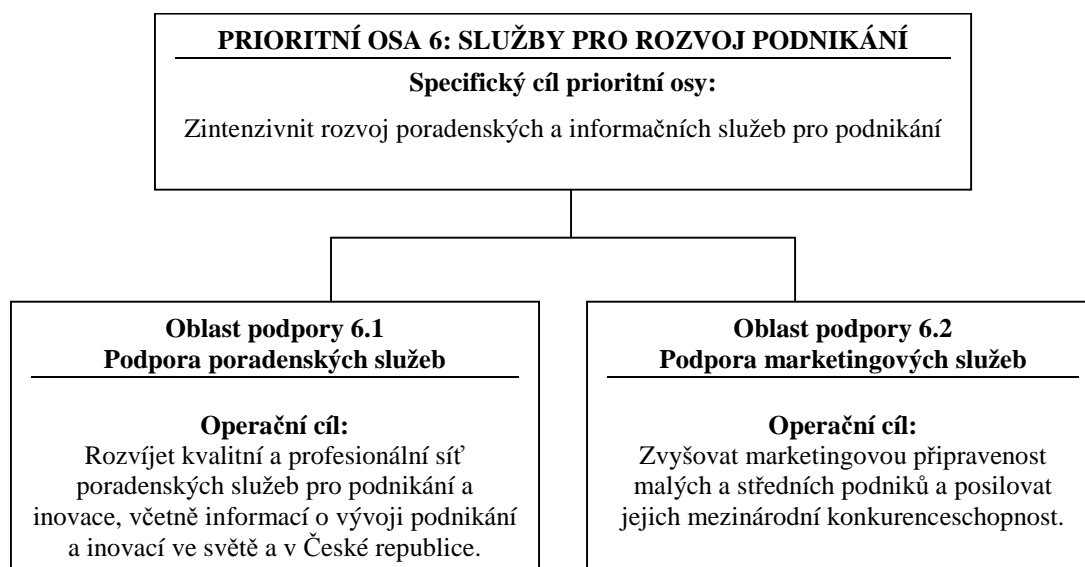 PRIORITNÍ OSA 6: SLUŽBY PRO ROZVOJ PODNIKÁNÍ
Specifický cíl prioritní osy:
Zintenzivnit rozvoj poradenských a informačních služeb pro podnikání
Oblast podpory 6.1
Podpora poradenských služeb
Operační cíl:
Rozvíjet kvalitní a profesionální síť
poradenských služeb pro podnikání a
inovace, včetně informací o vývoji podnikání
a inovací ve světě a v České republice.
Oblast podpory 6.2
Podpora marketingových služeb
Operační cíl:
Zvyšovat marketingovou připravenost
malých a středních podniků a posilovat
jejich mezinárodní konkurenceschopnost.